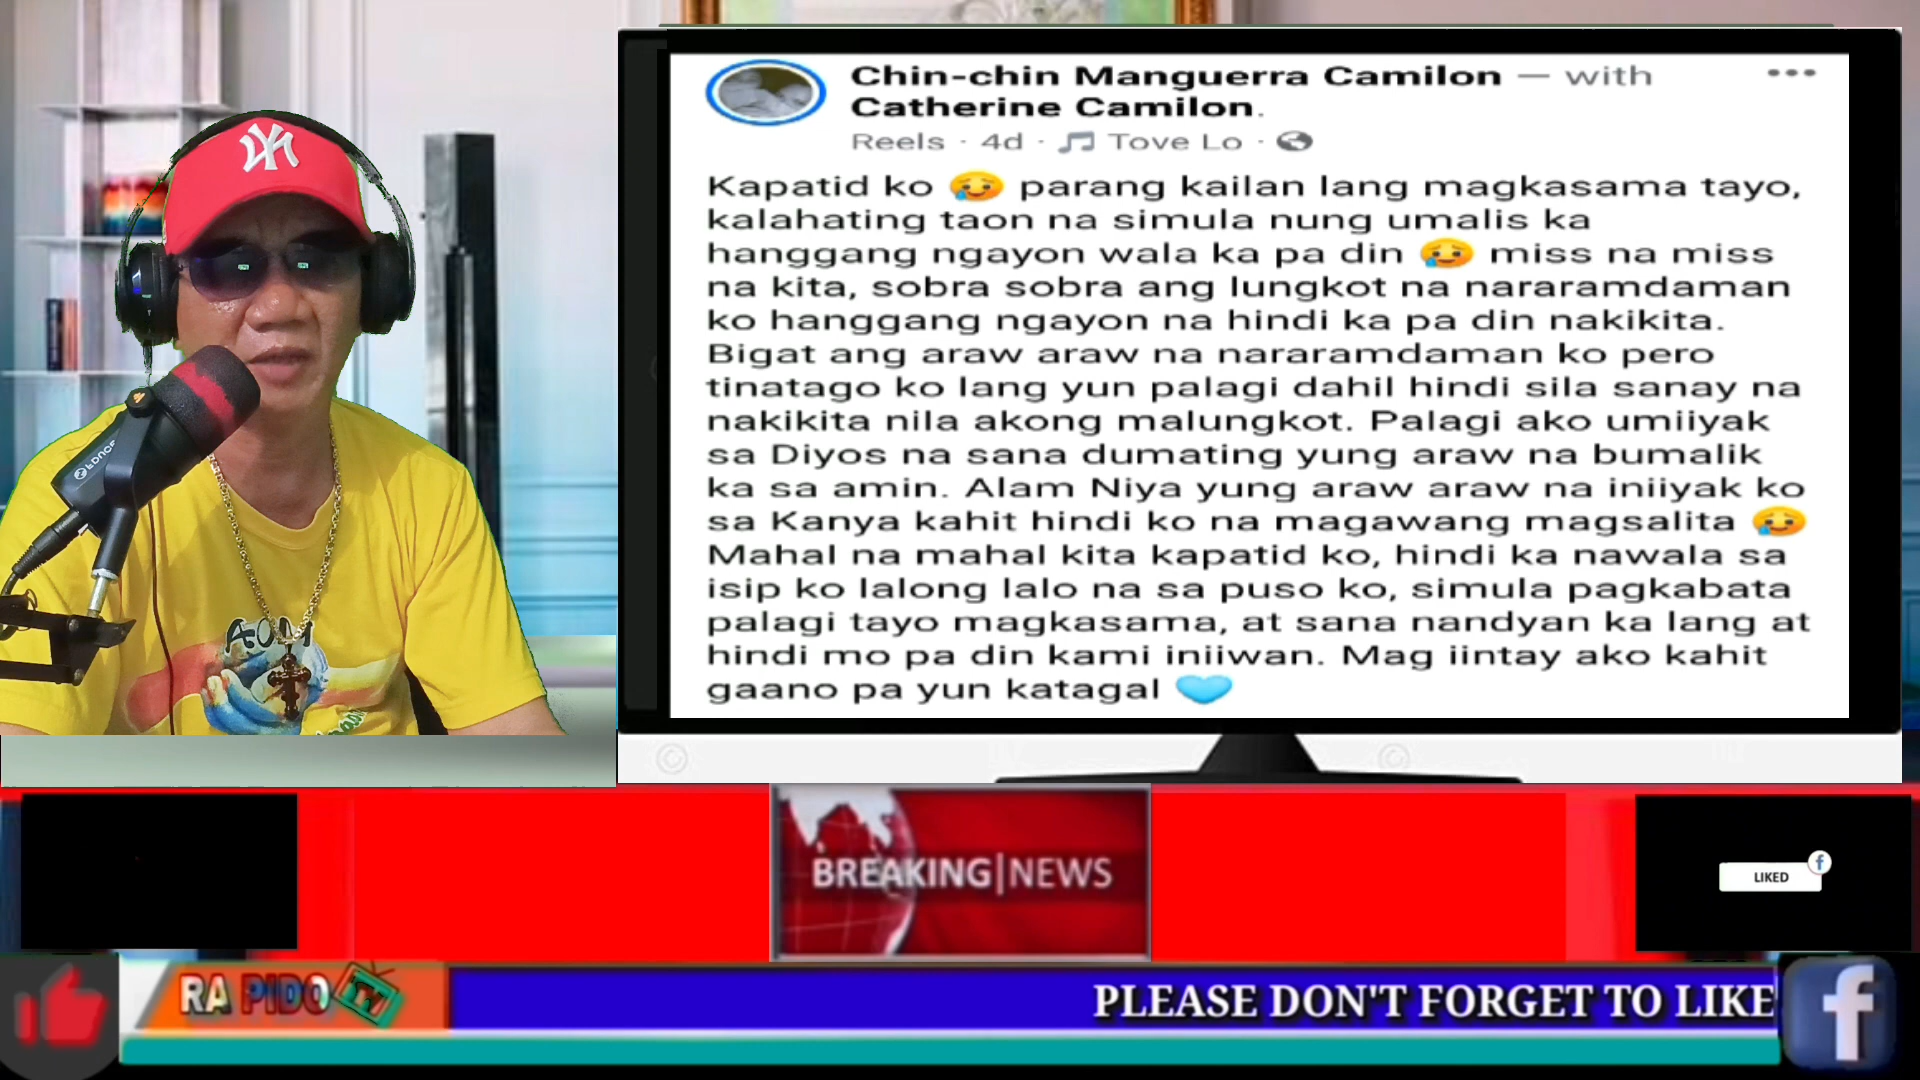 Chin-chin Manguerra Camilon — with
Catherine Camilon.
Reels · 4d · Tove Lo ·
Kapatid ko 🥲 parang kailan lang magkasama tayo,
kalahating taon na simula nung umalis ka
hanggang ngayon wala ka pa din 🥲 miss na miss
na kita, sobra sobra ang lungkot na nararamdaman
ko hanggang ngayon na hindi ka pa din nakikita.
Bigat ang araw araw na nararamdaman ko pero
tinatago ko lang yun palagi dahil hindi sila sanay na
nakikita nila akong malungkot. Palagi ako umiiyak
sa Diyos na sana dumating yung araw na bumalik
ka sa amin. Alam Niya yung araw araw na iniiyak ko
sa Kanya kahit hindi ko na magawang magsalita 🥲
Mahal na mahal kita kapatid ko, hindi ka nawala sa
isip ko lalong lalo na sa puso ko, simula pagkabata
palagi tayo magkasama, at sana nandyan ka lang at
hindi mo pa din kami iniiwan. Mag iintay ako kahit
gaano pa yun katagal 🩵
BREAKING|NEWS
LIKED
RA PIDO TV
PLEASE DON'T FORGET TO LIKE